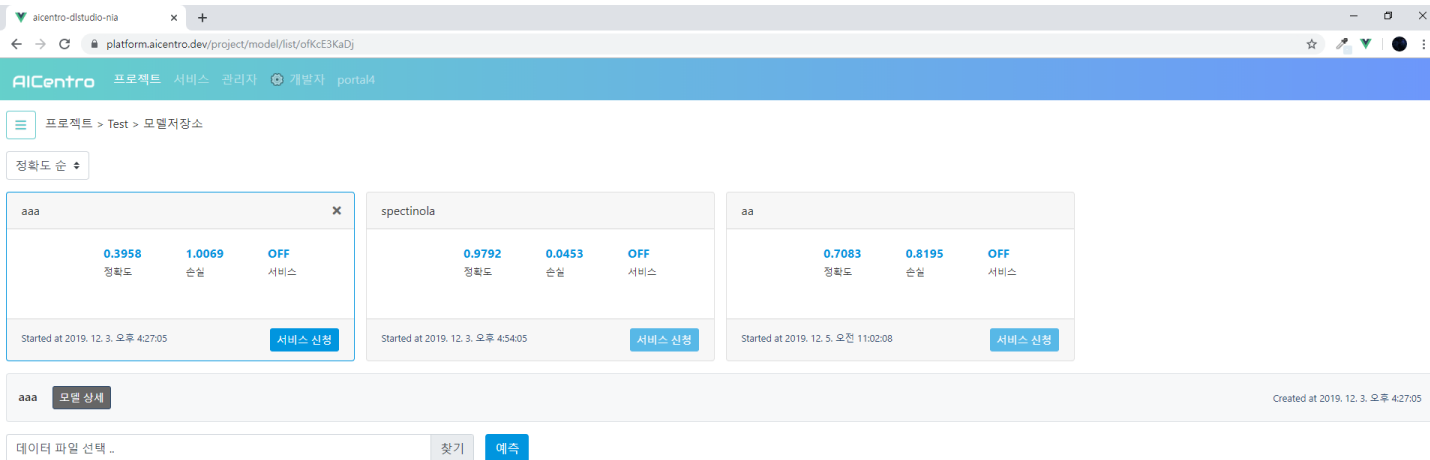 aicentro-dlstudio-nia
platform.aicentro.dev/project/model/list/ofKcE3KaDj
AICentro 프로젝트 서비스 관리자 개발자 portal4
프로젝트 > Test > 모델저장소
정확도 순
aaa
0.3958 1.0069 OFF
정확도 손실 서비스
Started at 2019. 12. 3. 오후 4:27:05 서비스 신청
spectinola
0.9792 0.0453 OFF
정확도 손실 서비스
Started at 2019. 12. 3. 오후 4:54:05 서비스 신청
aa
0.7083 0.8195 OFF
정확도 손실 서비스
Started at 2019. 12. 5. 오전 11:02:08 서비스 신청
aaa 모델 상세 Created at 2019. 12. 3. 오후 4:27:05
데이터 파일 선택 .. 찾기 예측